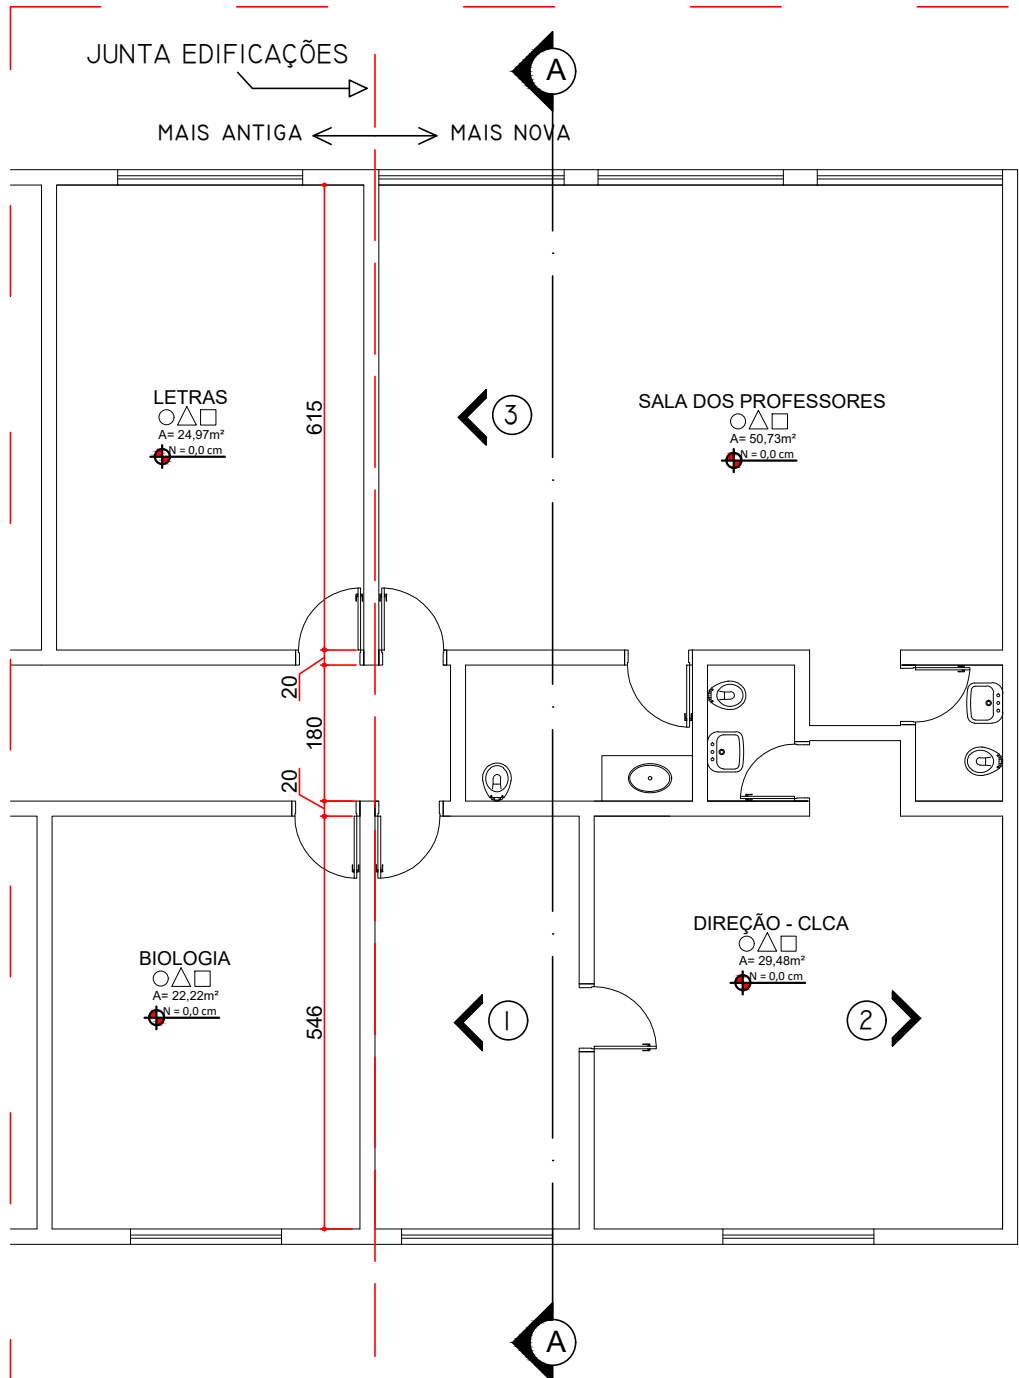 JUNTA EDIFICAÇÕES
A
MAIS ANTIGA
MAIS NOVA
LETRAS
A= 24,97m²
N = 0,0 cm
615
3
SALA DOS PROFESSORES
A= 50,73m²
N = 0,0 cm
20
180
20
BIOLOGIA
A= 22,22m²
N = 0,0 cm
546
1
DIREÇÃO - CLCA
A= 29,48m²
N = 0,0 cm
2
A